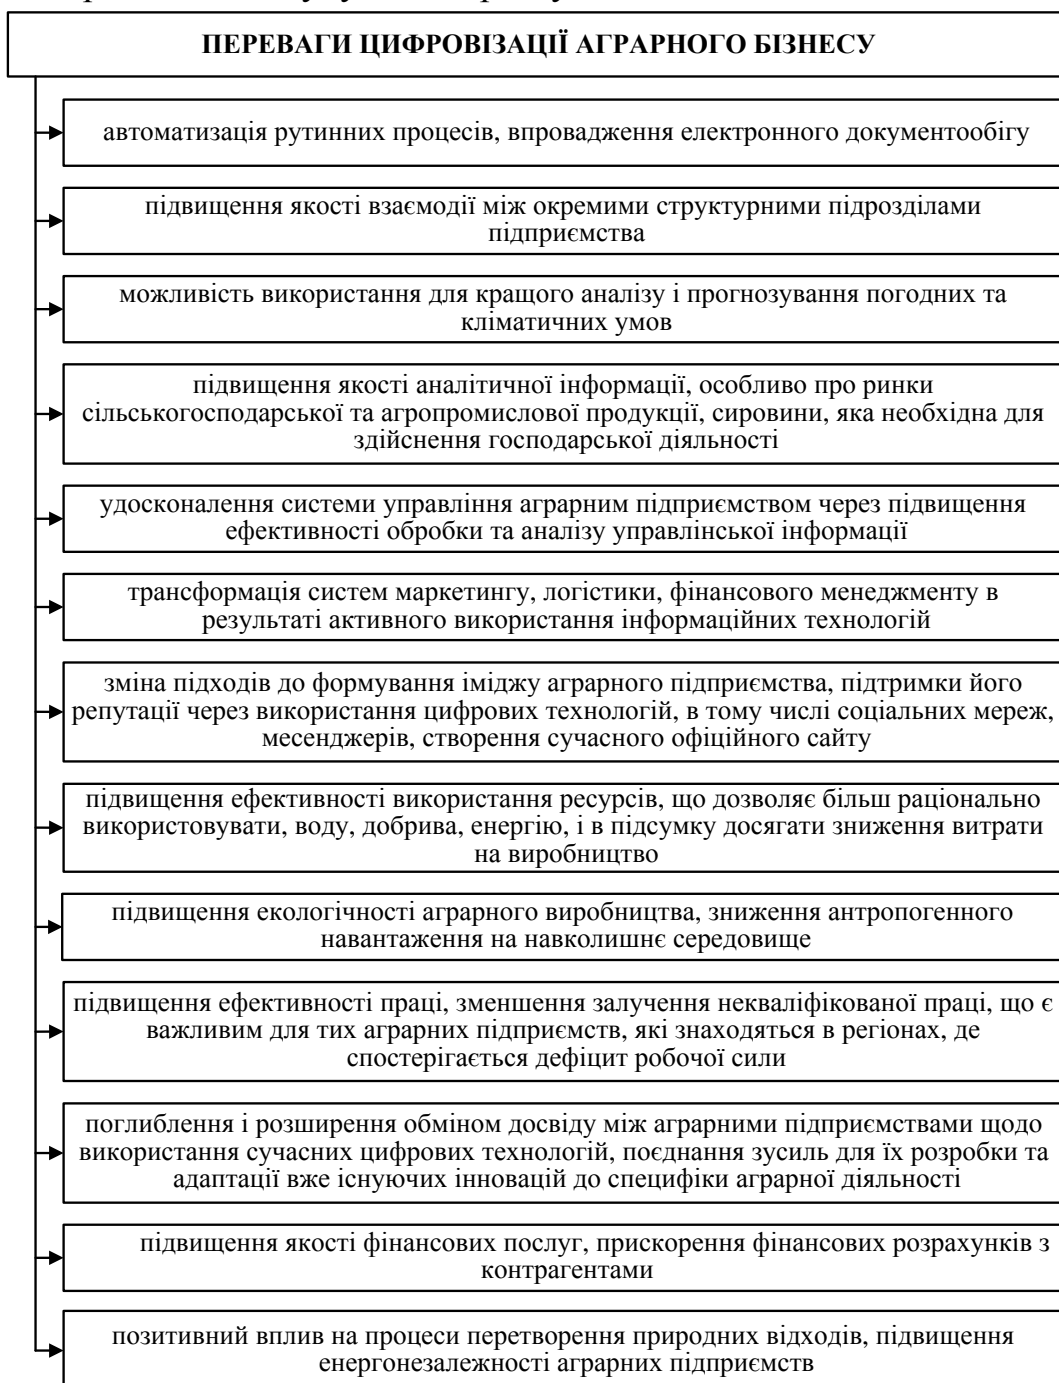 ПЕРЕВАГИ ЦИФРОВІЗАЦІЇ АГРАРНОГО БІЗНЕСУ
автоматизація рутинних процесів, впровадження електронного документообігу
підвищення якості взаємодії між окремими структурними підрозділами
підприємства
можливість використання для кращого аналізу і прогнозування погодних та
кліматичних умов
підвищення якості аналітичної інформації, особливо про ринки
сільськогосподарської та агропромислової продукції, сировини, яка необхідна для
здійснення господарської діяльності
удосконалення системи управління аграрним підприємством через підвищення
ефективності обробки та аналізу управлінської інформації
трансформація систем маркетингу, логістики, фінансового менеджменту в
результаті активного використання інформаційних технологій
зміна підходів до формування іміджу аграрного підприємства, підтримки його
репутації через використання цифрових технологій, в тому числі соціальних мереж,
месенджерів, створення сучасного офіційного сайту
підвищення ефективності використання ресурсів, що дозволяє більш раціонально
використовувати, воду, добрива, енергію, і в підсумку досягати зниження витрати
на виробництво
підвищення екологічності аграрного виробництва, зниження антропогенного
навантаження на навколишнє середовище
підвищення ефективності праці, зменшення залучення некваліфікованої праці, що є
важливим для тих аграрних підприємств, які знаходяться в регіонах, де
спостерігається дефіцит робочої сили
поглиблення і розширення обміном досвіду між аграрними підприємствами щодо
використання сучасних цифрових технологій, поєднання зусиль для їх розробки та
адаптації вже існуючих інновацій до специфіки аграрної діяльності
підвищення якості фінансових послуг, прискорення фінансових розрахунків з
контрагентами
позитивний вплив на процеси перетворення природних відходів, підвищення
енергонезалежності аграрних підприємств